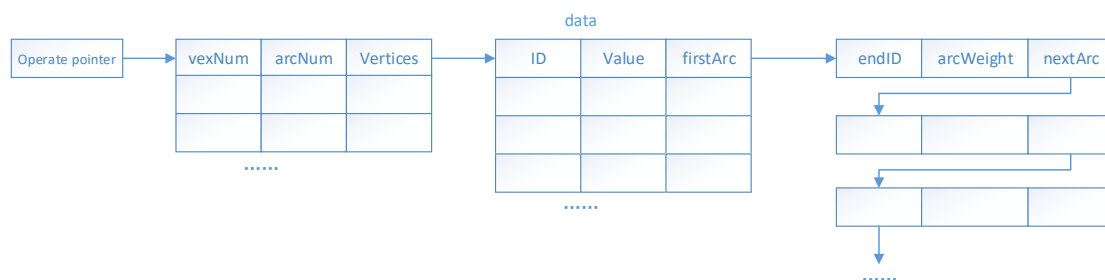 data
Operate pointer
vexNum arcNum Vertices
ID Value firstArc
endID arcWeight nextArc
......
......
......